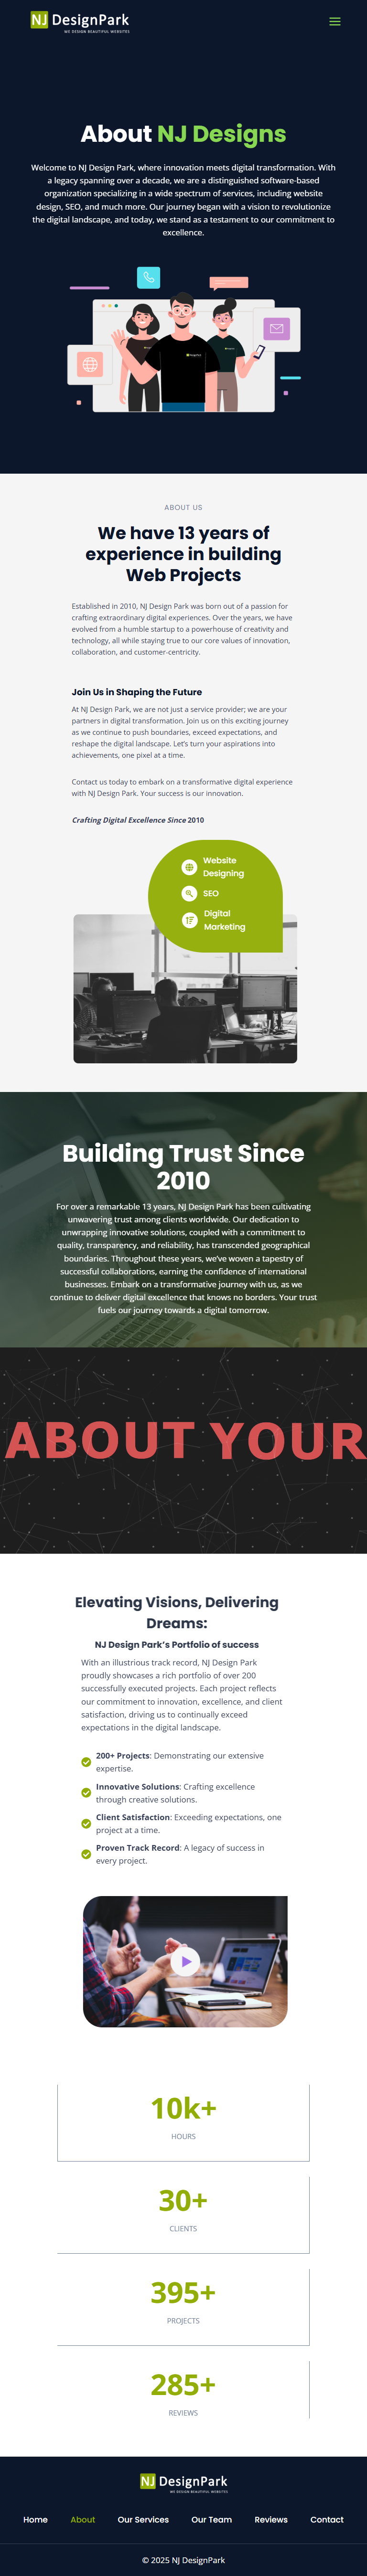 NJ DesignPark
WE DESIGN BEAUTIFUL WEBSITES
About NJ Designs
Welcome to NJ Design Park, where innovation meets digital transformation. With
a legacy spanning over a decade, we are a distinguished software-based
organization specializing in a wide spectrum of services, including website
design, SEO, and much more. Our journey began with a vision to revolutionize
the digital landscape, and today, we stand as a testament to our commitment to
excellence.
ABOUT US
We have 13 years of
experience in building
Web Projects
Established in 2010, NJ Design Park was born out of a passion for
crafting extraordinary digital experiences. Over the years, we have
evolved from a humble startup to a powerhouse of creativity and
technology, all while staying true to our core values of innovation,
collaboration, and customer-centricity.
Join Us in Shaping the Future
At NJ Design Park, we are not just a service provider; we are your
partners in digital transformation. Join us on this exciting journey
as we continue to push boundaries, exceed expectations, and
reshape the digital landscape. Let's turn your aspirations into
achievements, one pixel at a time.
Contact us today to embark on a transformative digital experience
with NJ Design Park. Your success is our innovation.
Crafting Digital Excellence Since 2010
Website
Designing
SEO
Digital
Marketing
Building Trust Since
2010
For over a remarkable 13 years, NJ Design Park has been cultivating
unwavering trust among clients worldwide. Our dedication to
unwrapping innovative solutions, coupled with a commitment to
quality, transparency, and reliability, has transcended geographical
boundaries. Throughout these years, we've woven a tapestry of
successful collaborations, earning the confidence of international
businesses. Embark on a transformative journey with us, as we
continue to deliver digital excellence that knows no borders. Your trust
fuels our journey towards a digital tomorrow.
ABOUT YOUR
Elevating Visions, Delivering
Dreams:
NJ Design Park's Portfolio of success
With an illustrious track record, NJ Design Park
proudly showcases a rich portfolio of over 200
successfully executed projects. Each project reflects
our commitment to innovation, excellence, and client
satisfaction, driving us to continually exceed
expectations in the digital landscape.
200+ Projects: Demonstrating our extensive
expertise.
Innovative Solutions: Crafting excellence
through creative solutions.
Client Satisfaction: Exceeding expectations, one
project at a time.
Proven Track Record: A legacy of success in
every project.
10k+
HOURS
30+
CLIENTS
395+
PROJECTS
285+
REVIEWS
NJ DesignPark
WE DESIGN BEAUTIFUL WEBSITES
Home About Our Services Our Team Reviews Contact
© 2025 NJ DesignPark